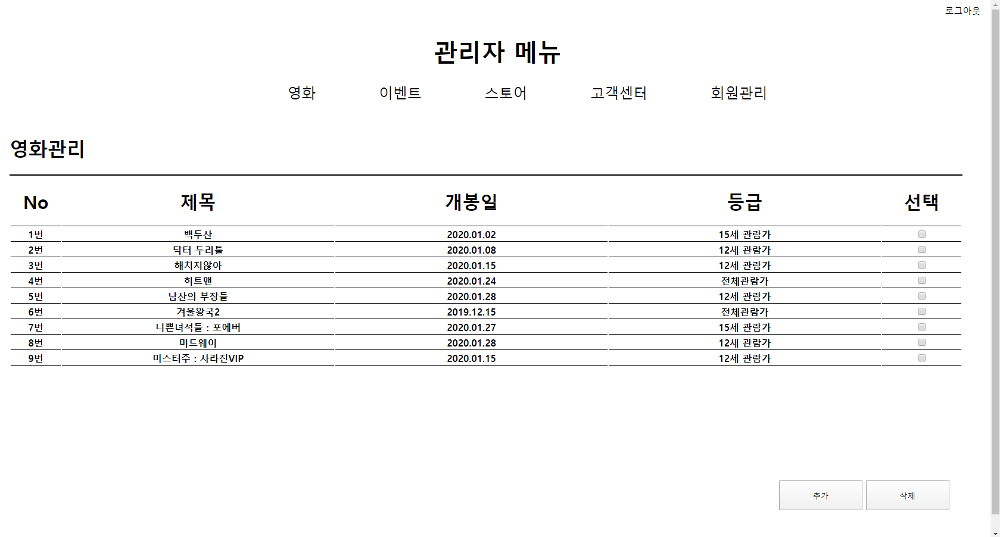 로그아웃
관리자 메뉴
영화 이벤트 스토어 고객센터 회원관리
영화관리
No 제목 개봉일 등급 선택
1번 백두산 2020.01.02 15세 관람가
2번 닥터 두리틀 2020.01.08 12세 관람가
3번 해치지않아 2020.01.15 12세 관람가
4번 히트맨 2020.01.24 전체관람가
5번 남산의 부장들 2020.01.28 12세 관람가
6번 겨울왕국2 2019.12.15 전체관람가
7번 니쁜녀석들 : 포에버 2020.01.27 15세 관람가
8번 미드웨이 2020.01.28 12세 관람가
9번 미스터주 : 사라진VIP 2020.01.15 12세 관람가
추가 삭제